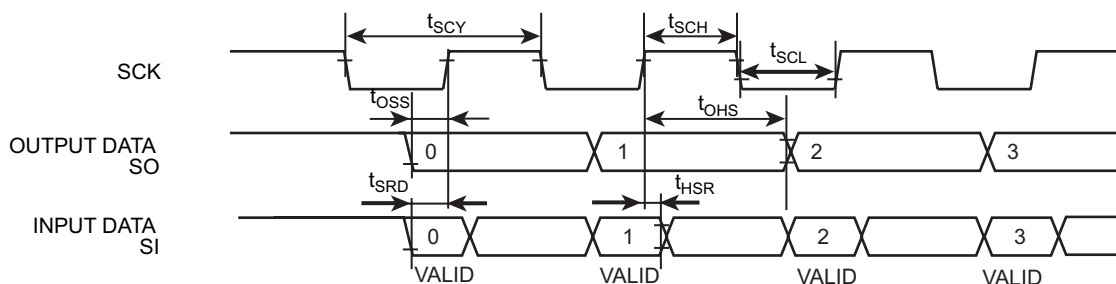 tSCY
tSCH
tSCL
SCK
tOSS
tOHS
OUTPUT DATA
SO
0 1 2 3
tSRD
tHSR
INPUT DATA
SI
0 1 2 3
VALID VALID VALID VALID